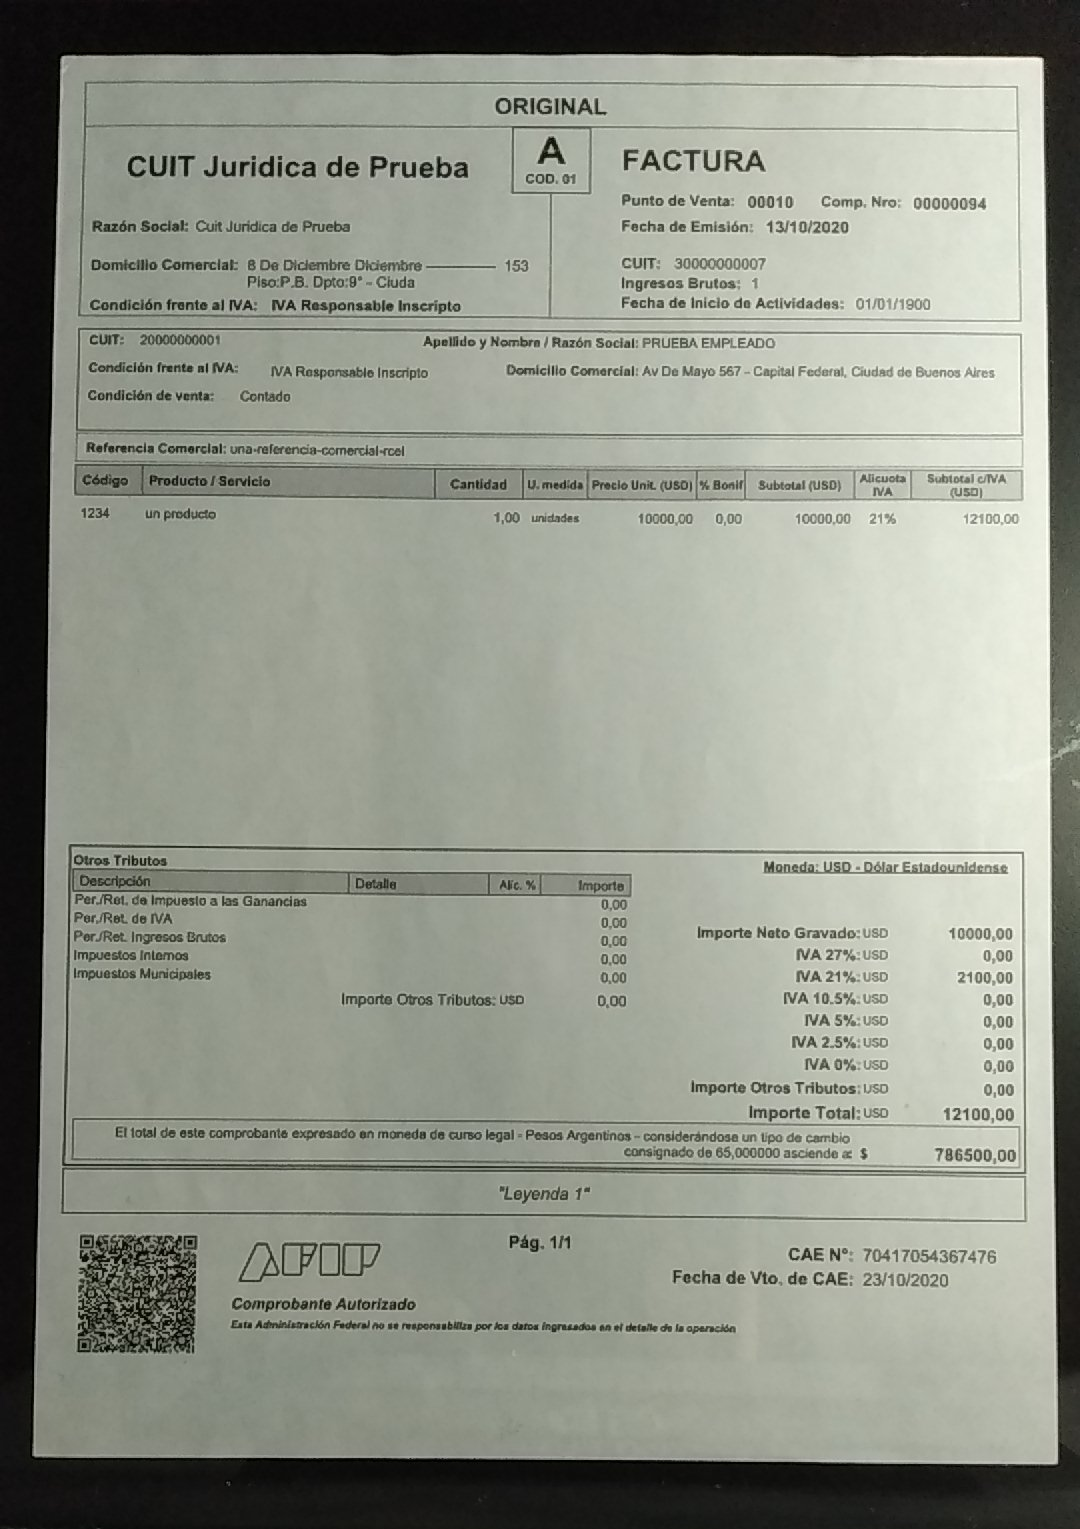 ORIGINAL
CUIT Juridica de Prueba
A
COD. 01
FACTURA
Punto de Venta: 00010 Comp. Nro: 00000094
Razón Social: Cuit Juridica de Prueba
Fecha de Emisión: 13/10/2020
Domicilio Comercial: 8 De Diciembre Diciembre 153
Piso:P.B. Dpto:9° - Ciuda
CUIT: 30000000007
Ingresos Brutos: 1
Condición frente al IVA: IVA Responsable Inscripto
Fecha de Inicio de Actividades: 01/01/1900
CUIT: 20000000001 Apellido y Nombre / Razón Social: PRUEBA EMPLEADO
Condición frente al IVA: IVA Responsable Inscripto Domicilio Comercial: Av De Mayo 567 - Capital Federal, Ciudad de Buenos Aires
Condición de venta: Contado
Referencia Comercial: una-referencia-comercial-rcel
Código Producto / Servicio Cantidad U. medida Precio Unit. (USD) % Bonif Subtotal (USD) Alicuota IVA Subtotal c/IVA (USD)
1234 un producto 1,00 unidades 10000,00 0,00 10000,00 21% 12100,00
Otros Tributos
Moneda: USD - Dólar Estadounidense
Descripción Detalle Alíc. % Importe
Per./Ret. de Impuesto a las Ganancias 0,00
Per./Ret. de IVA 0,00
Per./Ret. Ingresos Brutos 0,00
Impuestos Internos 0,00
Impuestos Municipales 0,00
Importe Otros Tributos: USD 0,00
Importe Neto Gravado: USD 10000,00
IVA 27%: USD 0,00
IVA 21%: USD 2100,00
IVA 10.5%: USD 0,00
IVA 5%: USD 0,00
IVA 2.5%: USD 0,00
IVA 0%: USD 0,00
Importe Otros Tributos: USD 0,00
Importe Total: USD 12100,00
El total de este comprobante expresado en moneda de curso legal - Pesos Argentinos - considerándose un tipo de cambio
consignado de 65,000000 asciende a: $ 786500,00
"Leyenda 1"
AFIP
Pág. 1/1
CAE N°: 70417054367476
Fecha de Vto. de CAE: 23/10/2020
Comprobante Autorizado
Esta Administración Federal no se responsabiliza por los datos ingresados en el detalle de la operación